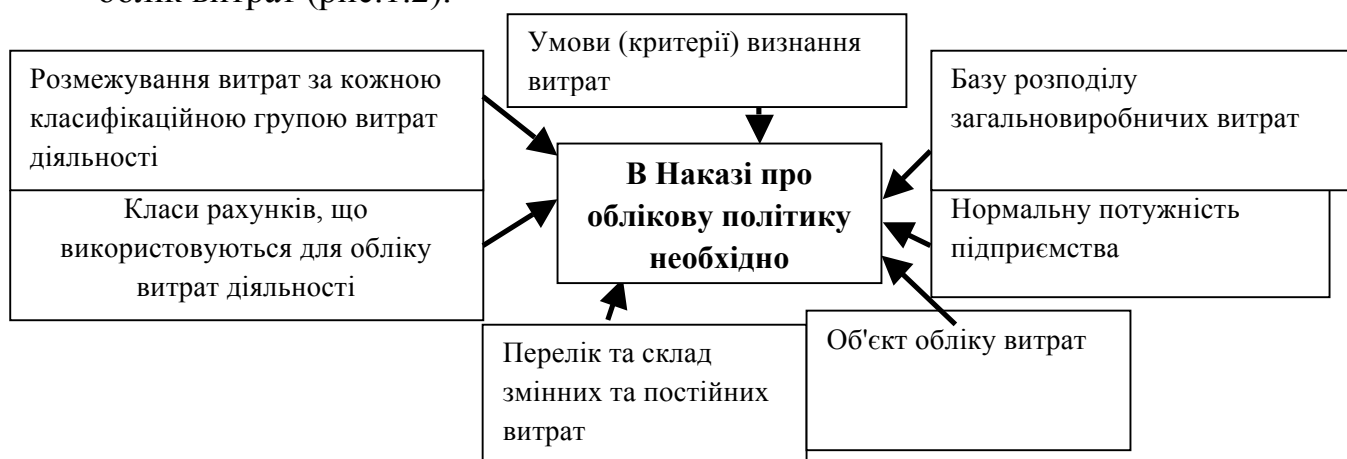 облік витрат (рис.1.2).
Умови (критерії) визнання
витрат
Розмежування витрат за кожною
класифікаційною групою витрат
діяльності
Базу розподілу
загальновиробничих витрат
В Наказі про
облікову політику
необхідно
Класи рахунків, що
використовуються для обліку
витрат діяльності
Нормальну потужність
підприємства
Перелік та склад
змінних та постійних
витрат
Об'єкт обліку витрат